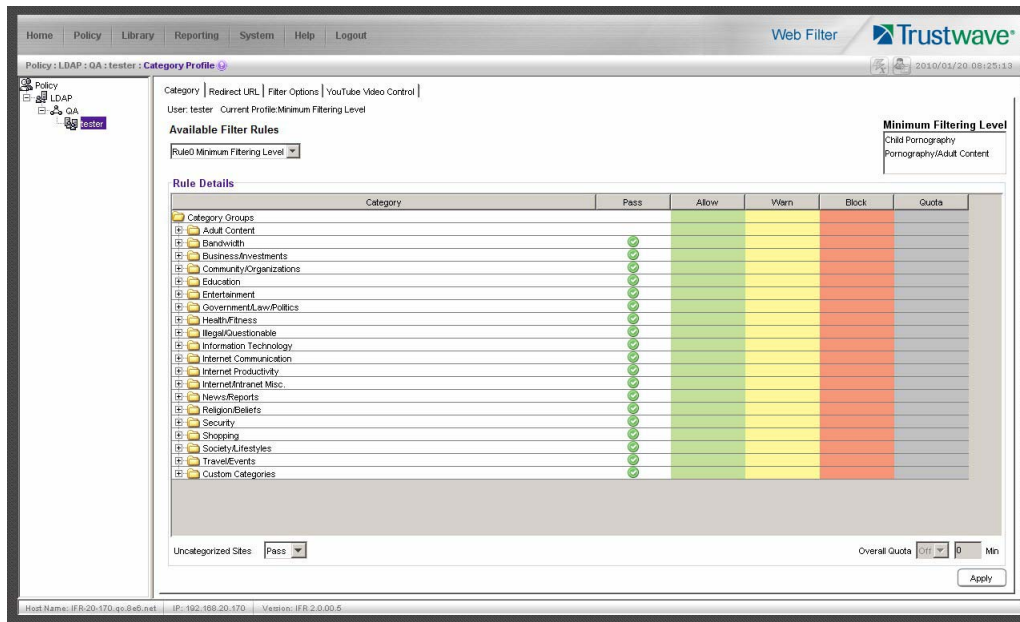 Home Policy Library Reporting System Help Logout
Web Filter
Trustwave®
Policy : LDAP : QA : tester : Category Profile
2010/01/20 08:25:13
Policy
LDAP
QA
tester
Category Redirect URL Filter Options YouTube Video Control
User: tester Current Profile:Minimum Filtering Level
Available Filter Rules
Rule0 Minimum Filtering Level
Minimum Filtering Level
Child Pornography
Pornography/Adult Content
Rule Details
Category Pass Allow Warn Block Quota
Category Groups
Adult Content
Bandwidth
Business/Investments
Community/Organizations
Education
Entertainment
Government/Law/Politics
Health/Fitness
Illegal/Questionable
Information Technology
Internet Communication
Internet Productivity
Internet/Intranet Misc.
News/Reports
Religion/Beliefs
Security
Shopping
Society/Lifestyles
Travel/Events
Custom Categories
Uncategorized Sites Pass
Overall Quota Off 0 Min
Apply
Host Name: IFR-20-170.qc.8e6.net IP: 192.168.20.170 Version: IFR 2.0.00.5